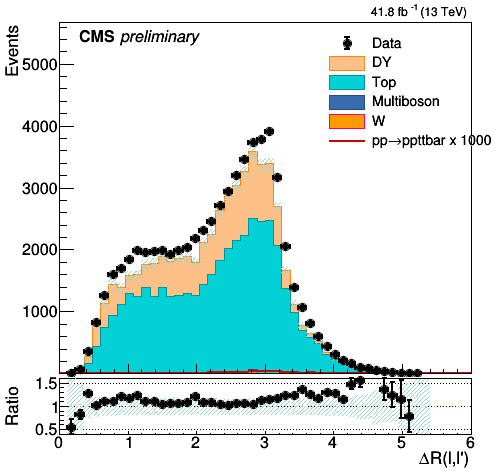 41.8 fb⁻¹ (13 TeV)
CMS preliminary
Events
5000
4000
3000
2000
1000
Data
DY
Top
Multiboson
W
pp→ppttbar x 1000
Ratio
1.5
1
0.5
0 1 2 3 4 5 6
ΔR(l,l')